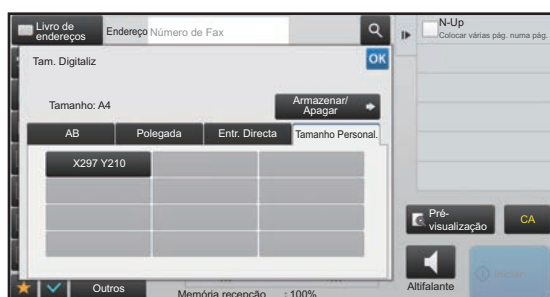 Livro de
endereços
Endereço
Número de Fax
N-Up
Colocar várias pág. numa pág.
Tam. Digitaliz
OK
Tamanho: A4
Armazenar/
Apagar
AB
Polegada
Entr. Directa
Tamanho Personal.
X297 Y210
Pré-
visualização
CA
Outros
Memória recepção :100%
Altifalante
Iniciar